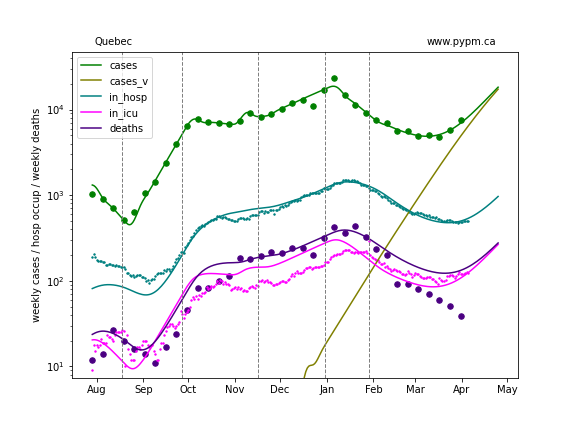 Quebec
www.pypm.ca
cases
cases_v
in_hosp
in_icu
deaths
weekly cases / hosp occup / weekly deaths
10⁴
10³
10²
10¹
Aug Sep Oct Nov Dec Jan Feb Mar Apr May